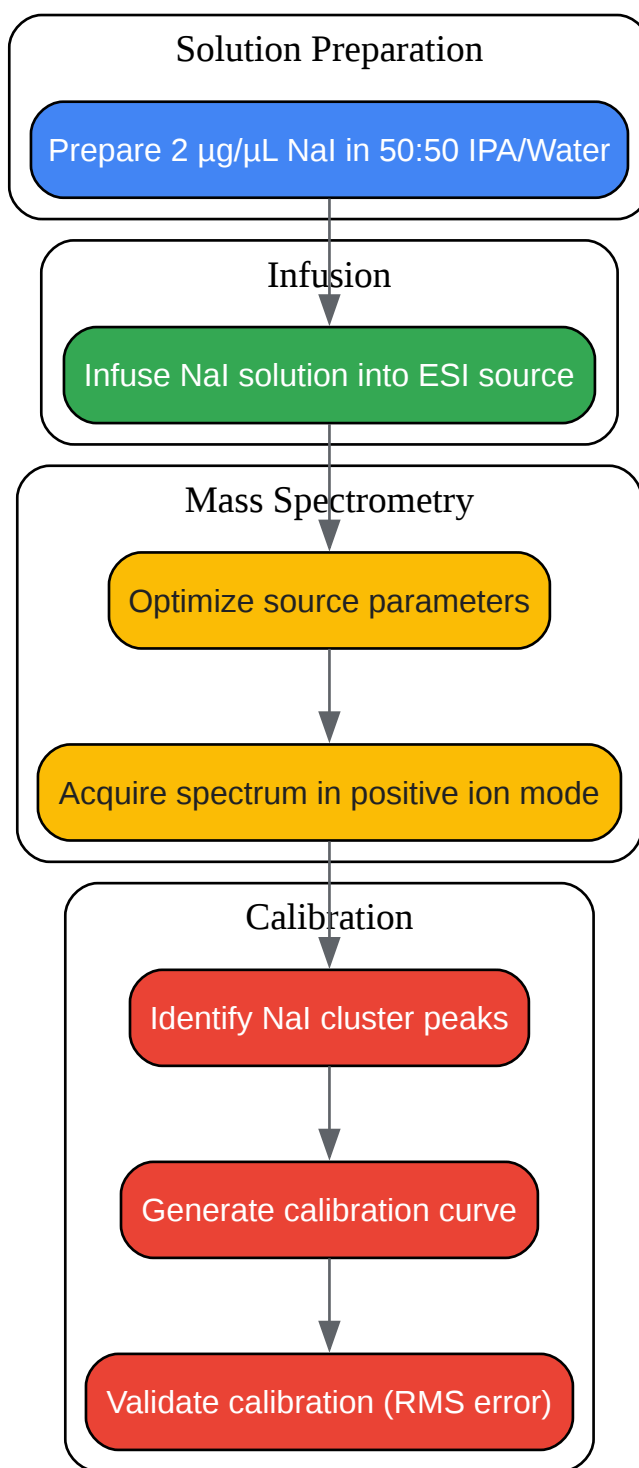 Solution Preparation
Prepare 2 µg/µL NaI in 50:50 IPA/Water
Infusion
Infuse NaI solution into ESI source
Mass Spectrometry
Optimize source parameters
Acquire spectrum in positive ion mode
Calibration
Identify NaI cluster peaks
Generate calibration curve
Validate calibration (RMS error)